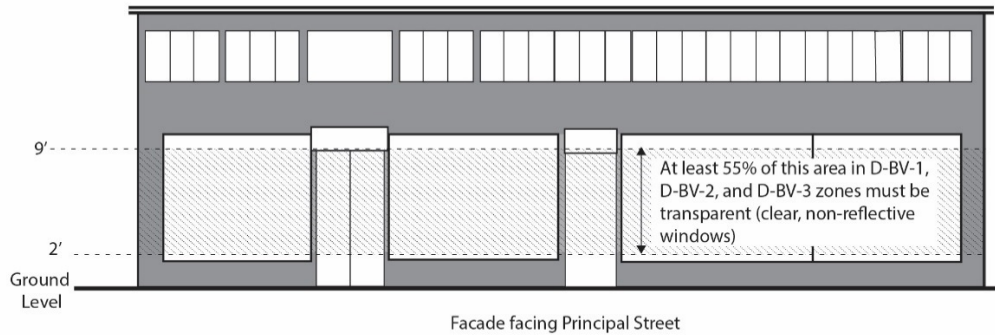 9’
At least 55% of this area in D-BV-1,
D-BV-2, and D-BV-3 zones must be
transparent (clear, non-reflective
windows)
2’
Ground
Level
Facade facing Principal Street